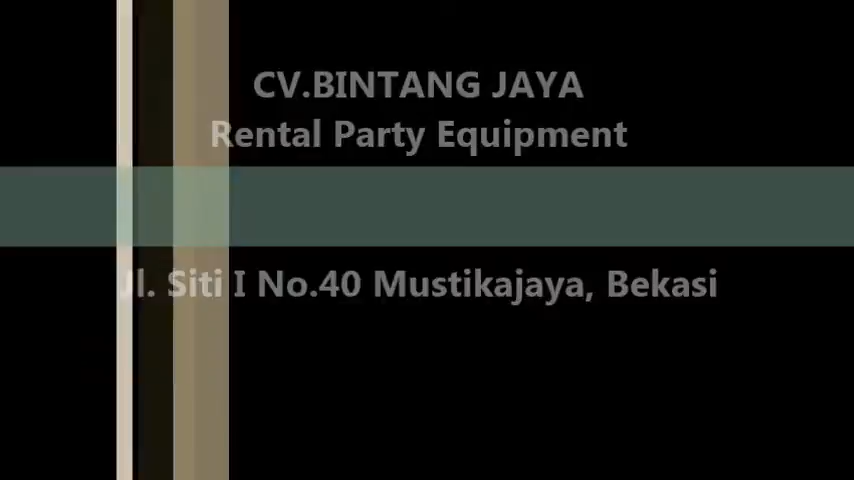 CV.BINTANG JAYA
Rental Party Equipment
Jl. Siti I No.40 Mustikajaya, Bekasi